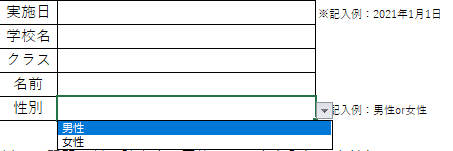 実施日 ※記入例：2021年1月1日
学校名
クラス
名前
性別 記入例：男性or女性
男性
女性